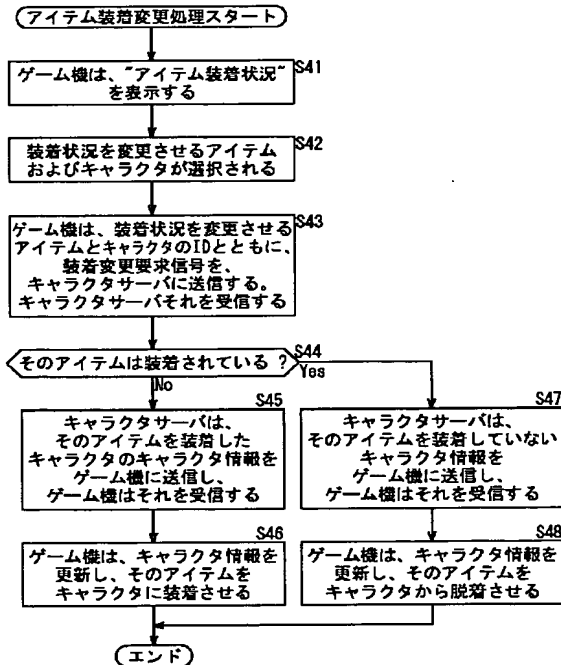 アイテム装着変更処理スタート
S41
ゲーム機は、"アイテム装着状況"
を表示する
S42
装着状況を変更させるアイテム
およびキャラクタが選択される
S43
ゲーム機は、装着状況を変更させる
アイテムとキャラクタのIDとともに、
装着変更要求信号を、
キャラクタサーバに送信する。
キャラクタサーバそれを受信する
S44
そのアイテムは装着されている ?
Yes
No
S45
キャラクタサーバは、
そのアイテムを装着した
キャラクタのキャラクタ情報を
ゲーム機に送信し、
ゲーム機はそれを受信する
S46
ゲーム機は、キャラクタ情報を
更新し、そのアイテムを
キャラクタに装着させる
S47
キャラクタサーバは、
そのアイテムを装着していない
キャラクタ情報を
ゲーム機に送信し、
ゲーム機はそれを受信する
S48
ゲーム機は、キャラクタ情報を
更新し、そのアイテムを
キャラクタから脱着させる
エンド